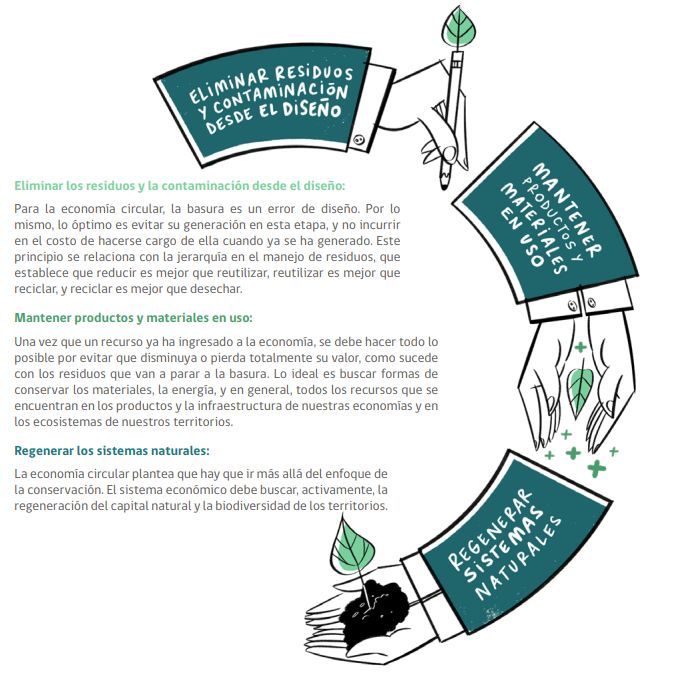 ELIMINAR RESIDUOS
Y CONTAMINACIÓN
DESDE EL DISEÑO
MANTENER
PRODUCTOS Y
MATERIALES
EN USO
Eliminar los residuos y la contaminación desde el diseño:
Para la economía circular, la basura es un error de diseño. Por lo
mismo, lo óptimo es evitar su generación en esta etapa, y no incurrir
en el costo de hacerse cargo de ella cuando ya se ha generado. Este
principio se relaciona con la jerarquía en el manejo de residuos, que
establece que reducir es mejor que reutilizar, reutilizar es mejor que
reciclar, y reciclar es mejor que desechar.
Mantener productos y materiales en uso:
Una vez que un recurso ya ha ingresado a la economía, se debe hacer todo lo
posible por evitar que disminuya o pierda totalmente su valor, como sucede
con los residuos que van a parar a la basura. Lo ideal es buscar formas de
conservar los materiales, la energía, y en general, todos los recursos que se
encuentran en los productos y la infraestructura de nuestras economías y en
los ecosistemas de nuestros territorios.
Regenerar los sistemas naturales:
La economía circular plantea que hay que ir más allá del enfoque de
la conservación. El sistema económico debe buscar, activamente, la
regeneración del capital natural y la biodiversidad de los territorios.
REGENERAR
SISTEMAS
NATURALES